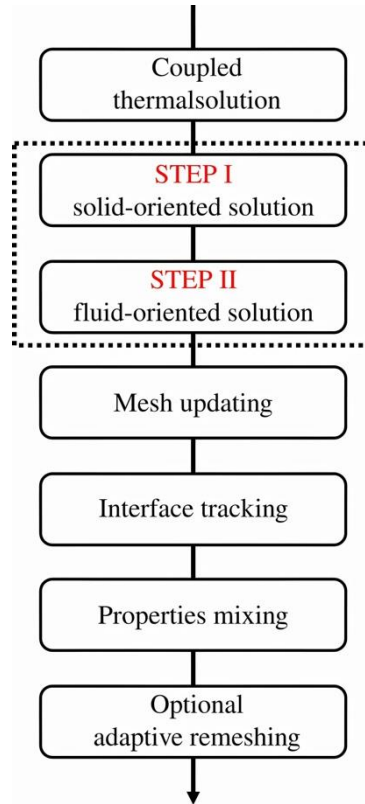 Coupled
thermalsolution
STEP I
solid-oriented solution
STEP II
fluid-oriented solution
Mesh updating
Interface tracking
Properties mixing
Optional
adaptive remeshing